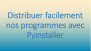 Distribuer facilement
nos programmes avec
Pyinstaller